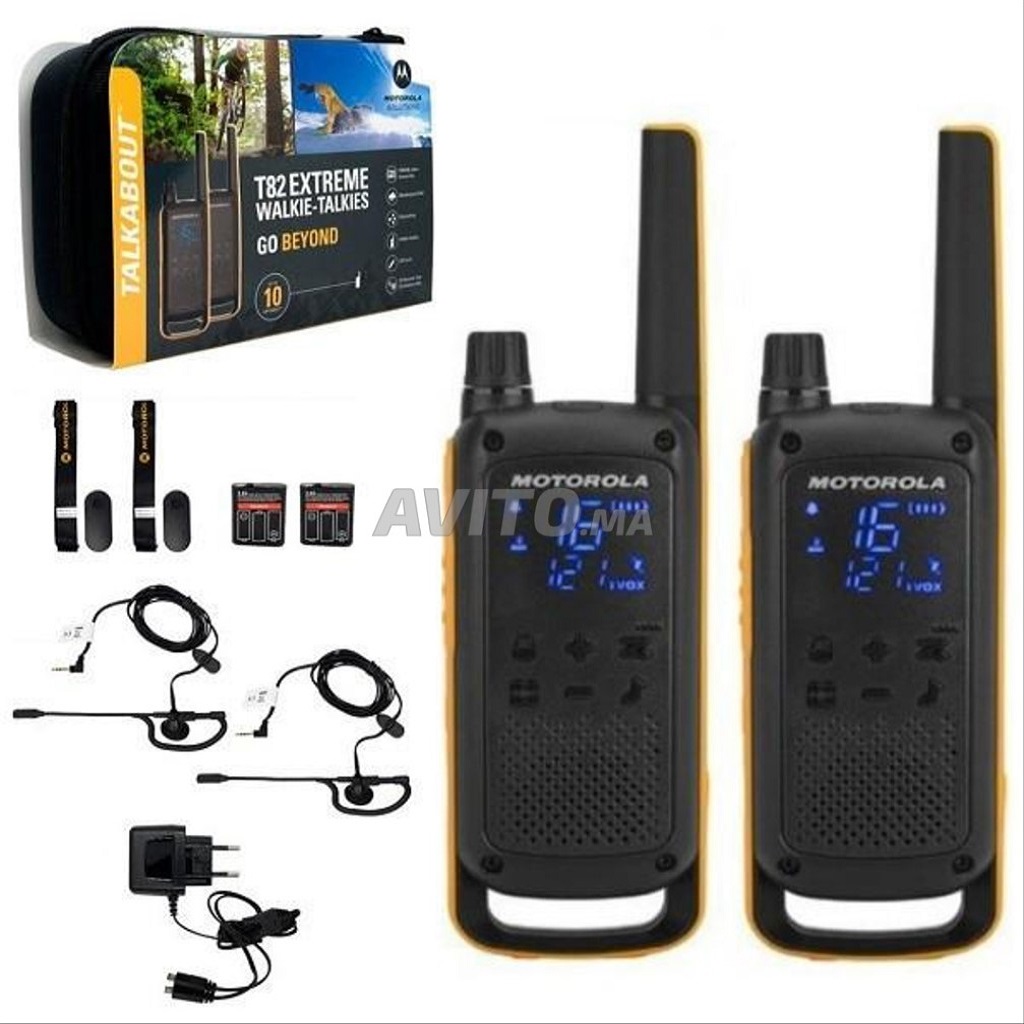 TALKABOUT
MOTOROLA
SOLUTIONS
T82 EXTREME
WALKIE-TALKIES
GO BEYOND
10
MOTOROLA
MOTOROLA
AVITO.MA
MOTOROLA
16
121
VOX
MOTOROLA
16
121
VOX